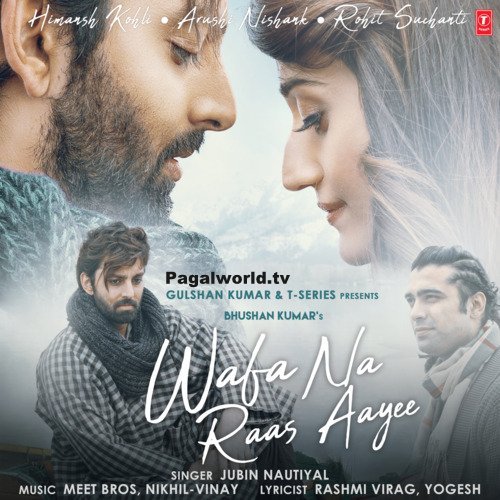 Himansh Kohli • Arushi Nishank • Rohit Suchanti
T-SERIES
Pagalworld.tv
GULSHAN KUMAR & T-SERIES PRESENTS
BHUSHAN KUMAR's
Wafa Na
Raas Aayee
SINGER JUBIN NAUTIYAL
MUSIC MEET BROS, NIKHIL-VINAY LYRICIST RASHMI VIRAG, YOGESH